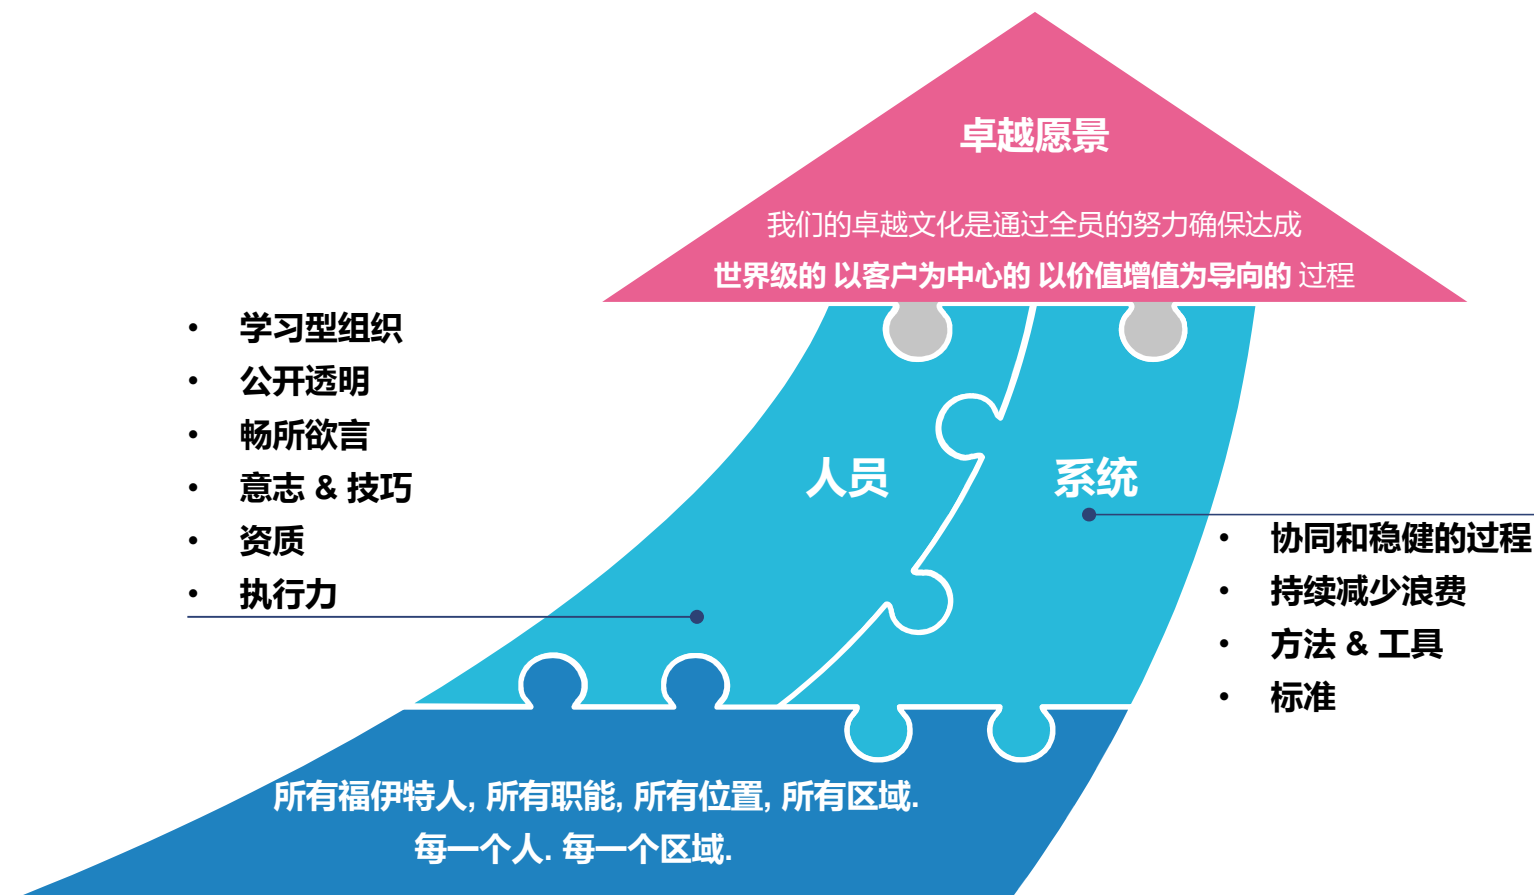 卓越愿景
我们的卓越文化是通过全员的努力确保达成
世界级的 以客户为中心的 以价值增值为导向的 过程
• 学习型组织
• 公开透明
• 畅所欲言
• 意志 & 技巧
• 资质
• 执行力
人员
系统
• 协同和稳健的过程
• 持续减少浪费
• 方法 & 工具
• 标准
所有福伊特人, 所有职能, 所有位置, 所有区域.
每一个人. 每一个区域.